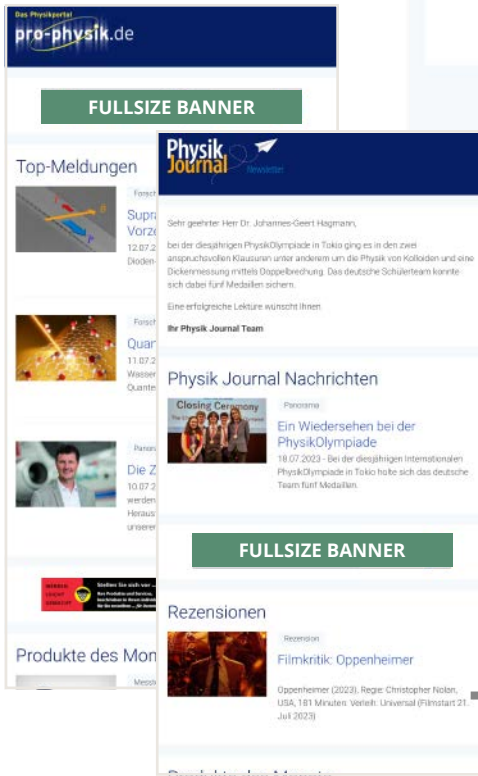 Das Physikportal
pro-physik.de
FULLSIZE BANNER
Top-Meldungen
Forsch
Supra
Vorze
12.07.2
Dioden-
Forsch
Quan
11.07.2
Wasser
Quante
Panora
Die Z
10.07.2
werden
Heraus
unserer
Stellen Sie sich vor ...
Produkte des Mon
Messte
Physik
Journal
Newsletter
Sehr geehrter Herr Dr. Johannes-Geert Hagmann,
bei der diesjährigen PhysikOlympiade in Tokio ging es in den zwei
anspruchsvollen Klausuren unter anderem um die Physik von Kolloiden und eine
Dickenmessung mittels Doppelbrechung. Das deutsche Schülerteam konnte
sich dabei fünf Medaillen sichern.
Eine erfolgreiche Lektüre wünscht Ihnen
Ihr Physik Journal Team
Physik Journal Nachrichten
Closing Ceremony
Panorama
Ein Wiedersehen bei der
PhysikOlympiade
18.07.2023 - Bei der diesjährigen Internationalen
PhysikOlympiade in Tokio holte sich das deutsche
Team fünf Medaillen.
FULLSIZE BANNER
Rezensionen
Rezension
Filmkritik: Oppenheimer
Oppenheimer (2023), Regie: Christopher Nolan,
USA, 181 Minuten. Verleih: Universal (Filmstart 21.
Juli 2023)